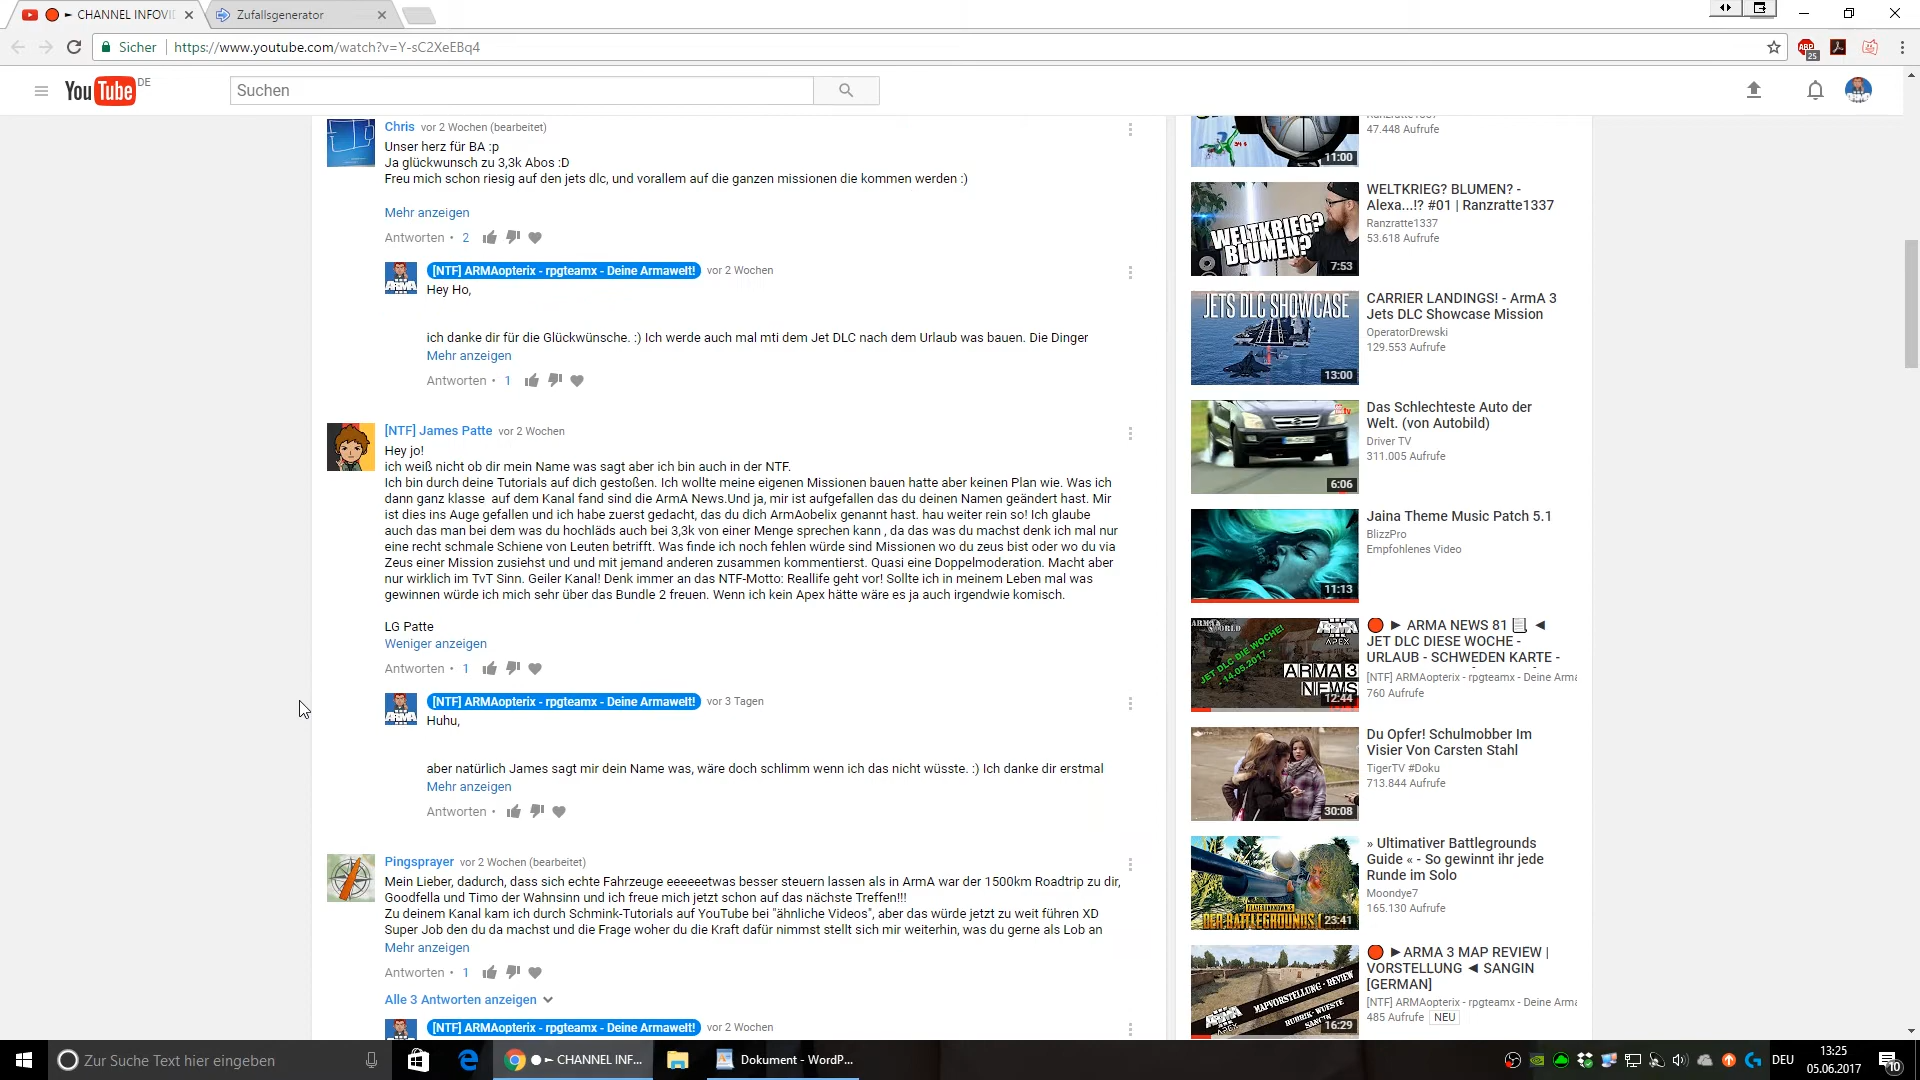 ► CHANNEL INFOVI
Zufallsgenerator
Sicher
https://www.youtube.com/watch?v=Y-sC2XeEBq4
ABP
25
YouTube DE
Suchen
Chris vor 2 Wochen (bearbeitet)
Unser herz für BA :p
Ja glückwunsch zu 3,3k Abos :D
Freu mich schon riesig auf den jets dlc, und vorallem auf die ganzen missionen die kommen werden :)
Mehr anzeigen
Antworten • 2
[NTF] ARMAopterix - rpgteamx - Deine Armawelt! vor 2 Wochen
Hey Ho,
ich danke dir für die Glückwünsche. :) Ich werde auch mal mti dem Jet DLC nach dem Urlaub was bauen. Die Dinger
Mehr anzeigen
Antworten • 1
[NTF] James Patte vor 2 Wochen
Hey jo!
ich weiß nicht ob dir mein Name was sagt aber ich bin auch in der NTF.
Ich bin durch deine Tutorials auf dich gestoßen. Ich wollte meine eigenen Missionen bauen hatte aber keinen Plan wie. Was ich
dann ganz klasse auf dem Kanal fand sind die ArmA News.Und ja, mir ist aufgefallen das du deinen Namen geändert hast. Mir
ist dies ins Auge gefallen und ich habe zuerst gedacht, das du dich ArmAobelix genannt hast. hau weiter rein so! Ich glaube
auch das man bei dem was du hochläds auch bei 3,3k von einer Menge sprechen kann , da das was du machst denk ich mal nur
eine recht schmale Schiene von Leuten betrifft. Was finde ich noch fehlen würde sind Missionen wo du zeus bist oder wo du via
Zeus einer Mission zusiehst und und mit jemand anderen zusammen kommentierst. Quasi eine Doppelmoderation. Macht aber
nur wirklich im TvT Sinn. Geiler Kanal! Denk immer an das NTF-Motto: Reallife geht vor! Sollte ich in meinem Leben mal was
gewinnen würde ich mich sehr über das Bundle 2 freuen. Wenn ich kein Apex hätte wäre es ja auch irgendwie komisch.
LG Patte
Weniger anzeigen
Antworten • 1
[NTF] ARMAopterix - rpgteamx - Deine Armawelt! vor 3 Tagen
Huhu,
aber natürlich James sagt mir dein Name was, wäre doch schlimm wenn ich das nicht wüsste. :) Ich danke dir erstmal
Mehr anzeigen
Antworten •
Pingsprayer vor 2 Wochen (bearbeitet)
Mein Lieber, dadurch, dass sich echte Fahrzeuge eeeeeetwas besser steuern lassen als in ArmA war der 1500km Roadtrip zu dir,
Goodfella und Timo der Wahnsinn und ich freue mich jetzt schon auf das nächste Treffen!!!
Zu deinem Kanal kam ich durch Schmink-Tutorials auf YouTube bei "ähnliche Videos", aber das würde jetzt zu weit führen XD
Super Job den du da machst und die Frage woher du die Kraft dafür nimmst stellt sich mir weiterhin, was du gerne als Lob an
Mehr anzeigen
Antworten • 1
Alle 3 Antworten anzeigen
[NTF] ARMAopterix - rpgteamx - Deine Armawelt! vor 2 Wochen
47.448 Aufrufe
11:00
WELTKRIEG? BLUMEN? -
Alexa...!? #01 | Ranzratte1337
Ranzratte1337
53.618 Aufrufe
WELTKRIEG?
BLUMEN?
7:53
CARRIER LANDINGS! - ArmA 3
Jets DLC Showcase Mission
OperatorDrewski
129.553 Aufrufe
JETS DLC SHOWCASE
13:00
Das Schlechteste Auto der
Welt. (von Autobild)
Driver TV
311.005 Aufrufe
6:06
Jaina Theme Music Patch 5.1
BlizzPro
Empfohlenes Video
11:13
► ARMA NEWS 81 ◄
JET DLC DIESE WOCHE -
URLAUB - SCHWEDEN KARTE -
[NTF] ARMAopterix - rpgteamx - Deine Arma
760 Aufrufe
JET DLC DIE WOCHE!
- 14.05.2017 -
ARMA
APEX
ARMA 3
NEWS
12:44
Du Opfer! Schulmobber Im
Visier Von Carsten Stahl
TigerTV #Doku
713.844 Aufrufe
30:08
» Ultimativer Battlegrounds
Guide « - So gewinnt ihr jede
Runde im Solo
Moondye7
165.130 Aufrufe
DER BATTLEGROUNDS
23:41
►ARMA 3 MAP REVIEW |
VORSTELLUNG ◄ SANGIN
[GERMAN]
[NTF] ARMAopterix - rpgteamx - Deine Arma
485 Aufrufe NEU
MAPVORSTELLUNG - REVIEW
RUBRIK- WUESTE
SANGIN
ARMA
APEX
16:29
Zur Suche Text hier eingeben
► CHANNEL INF...
Dokument - WordP...
DEU
13:25
05.06.2017
10